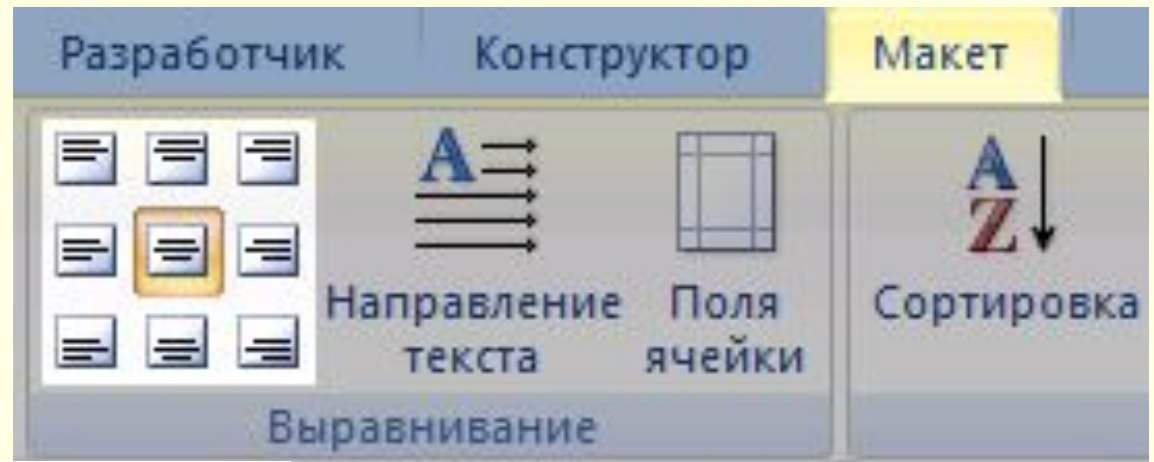 Разработчик Конструктор Макет
A
Направление
текста
Поля
ячейки
A
Z
Сортировка
Выравнивание